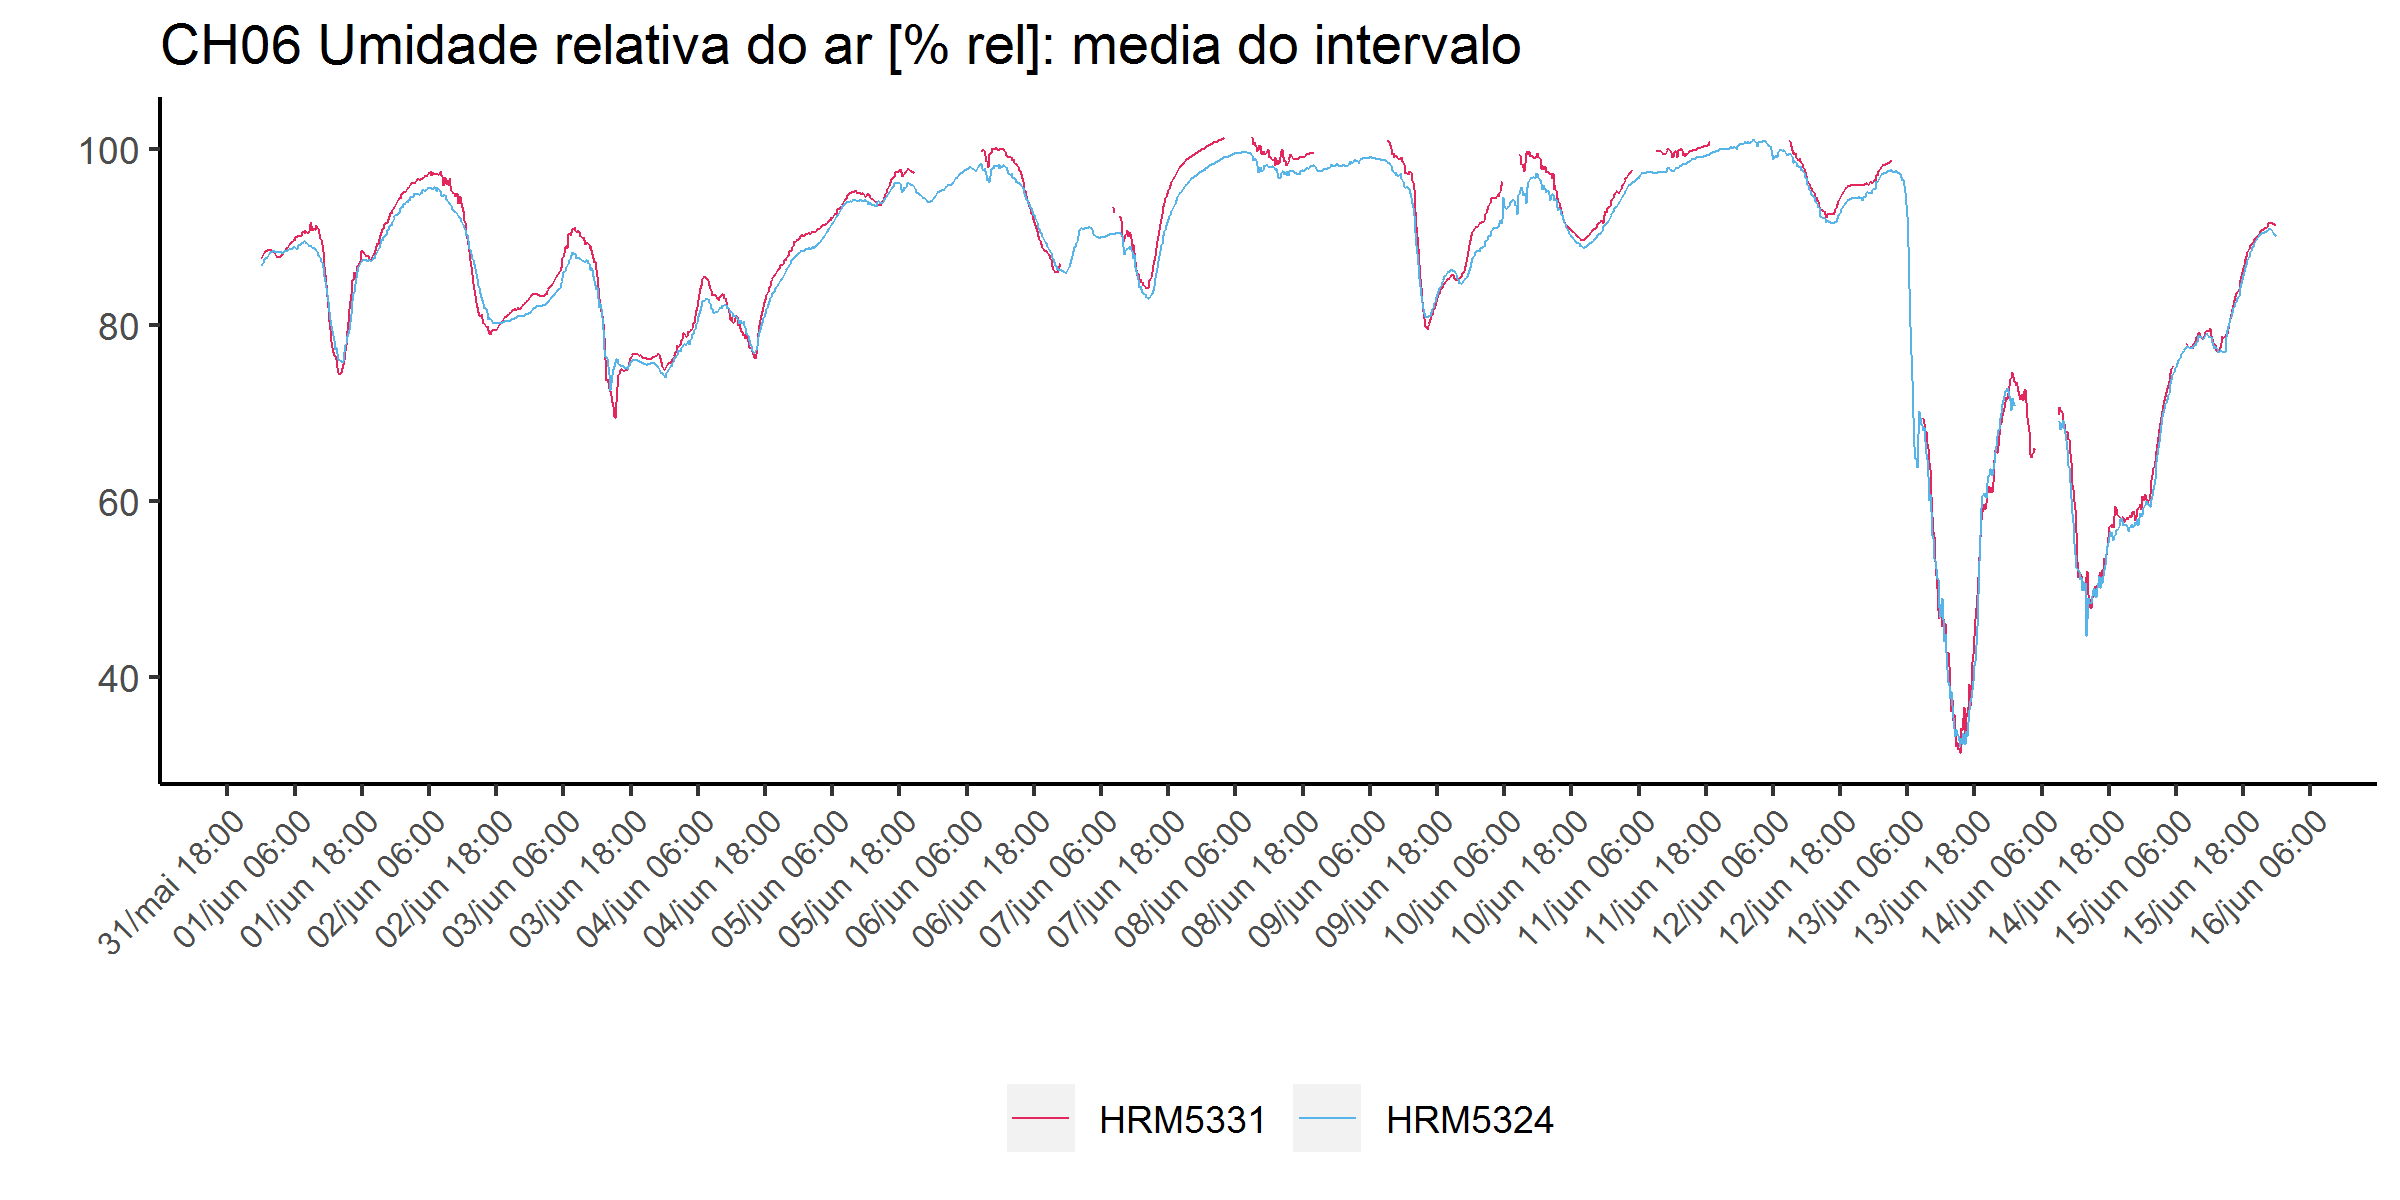 CH06 Umidade relativa do ar [% rel]: media do intervalo
100
80
60
40
31/mai 18:00
01/jun 06:00
01/jun 18:00
02/jun 06:00
02/jun 18:00
03/jun 06:00
03/jun 18:00
04/jun 06:00
04/jun 18:00
05/jun 06:00
05/jun 18:00
06/jun 06:00
06/jun 18:00
07/jun 06:00
07/jun 18:00
08/jun 06:00
08/jun 18:00
09/jun 06:00
09/jun 18:00
10/jun 06:00
10/jun 18:00
11/jun 06:00
11/jun 18:00
12/jun 06:00
12/jun 18:00
13/jun 06:00
13/jun 18:00
14/jun 06:00
14/jun 18:00
15/jun 06:00
15/jun 18:00
16/jun 06:00
HRM5331
HRM5324